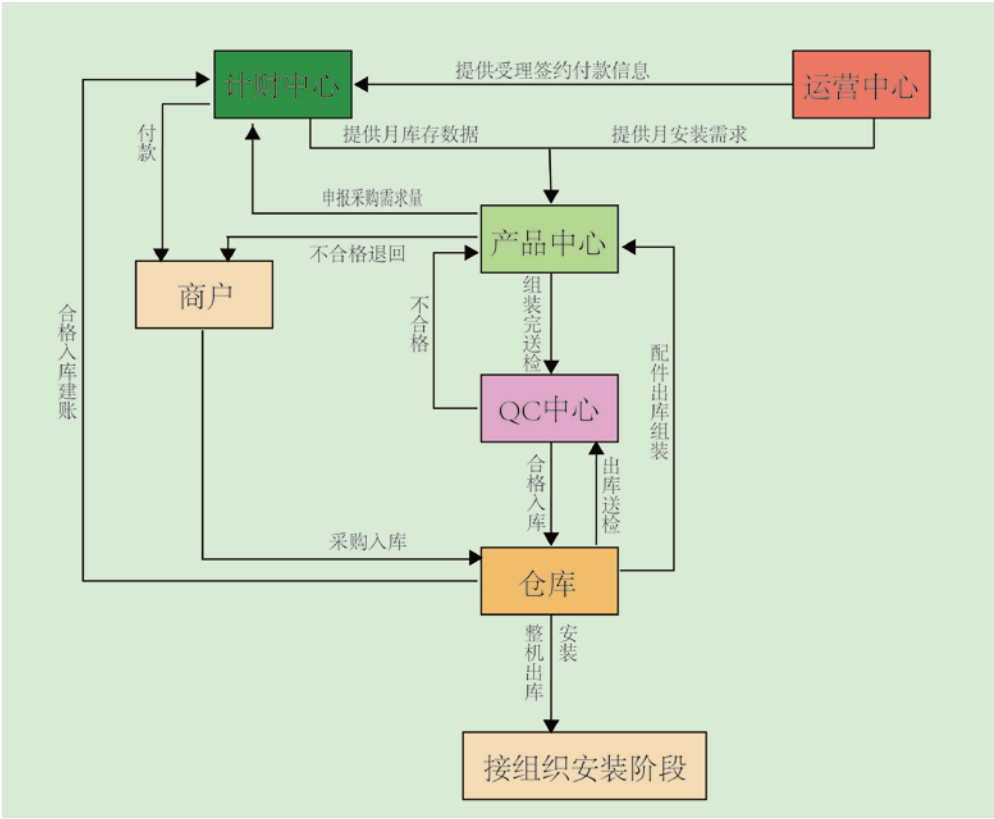 计财中心
提供受理签约付款信息
运营中心
付款
提供月库存数据
提供月安装需求
申报采购需求量
产品中心
不合格退回
商户
组装完送检
不合格
合格入库建账
配件出库组装
QC中心
合格入库
出库送检
采购入库
仓库
整机出库
安装
接组织安装阶段